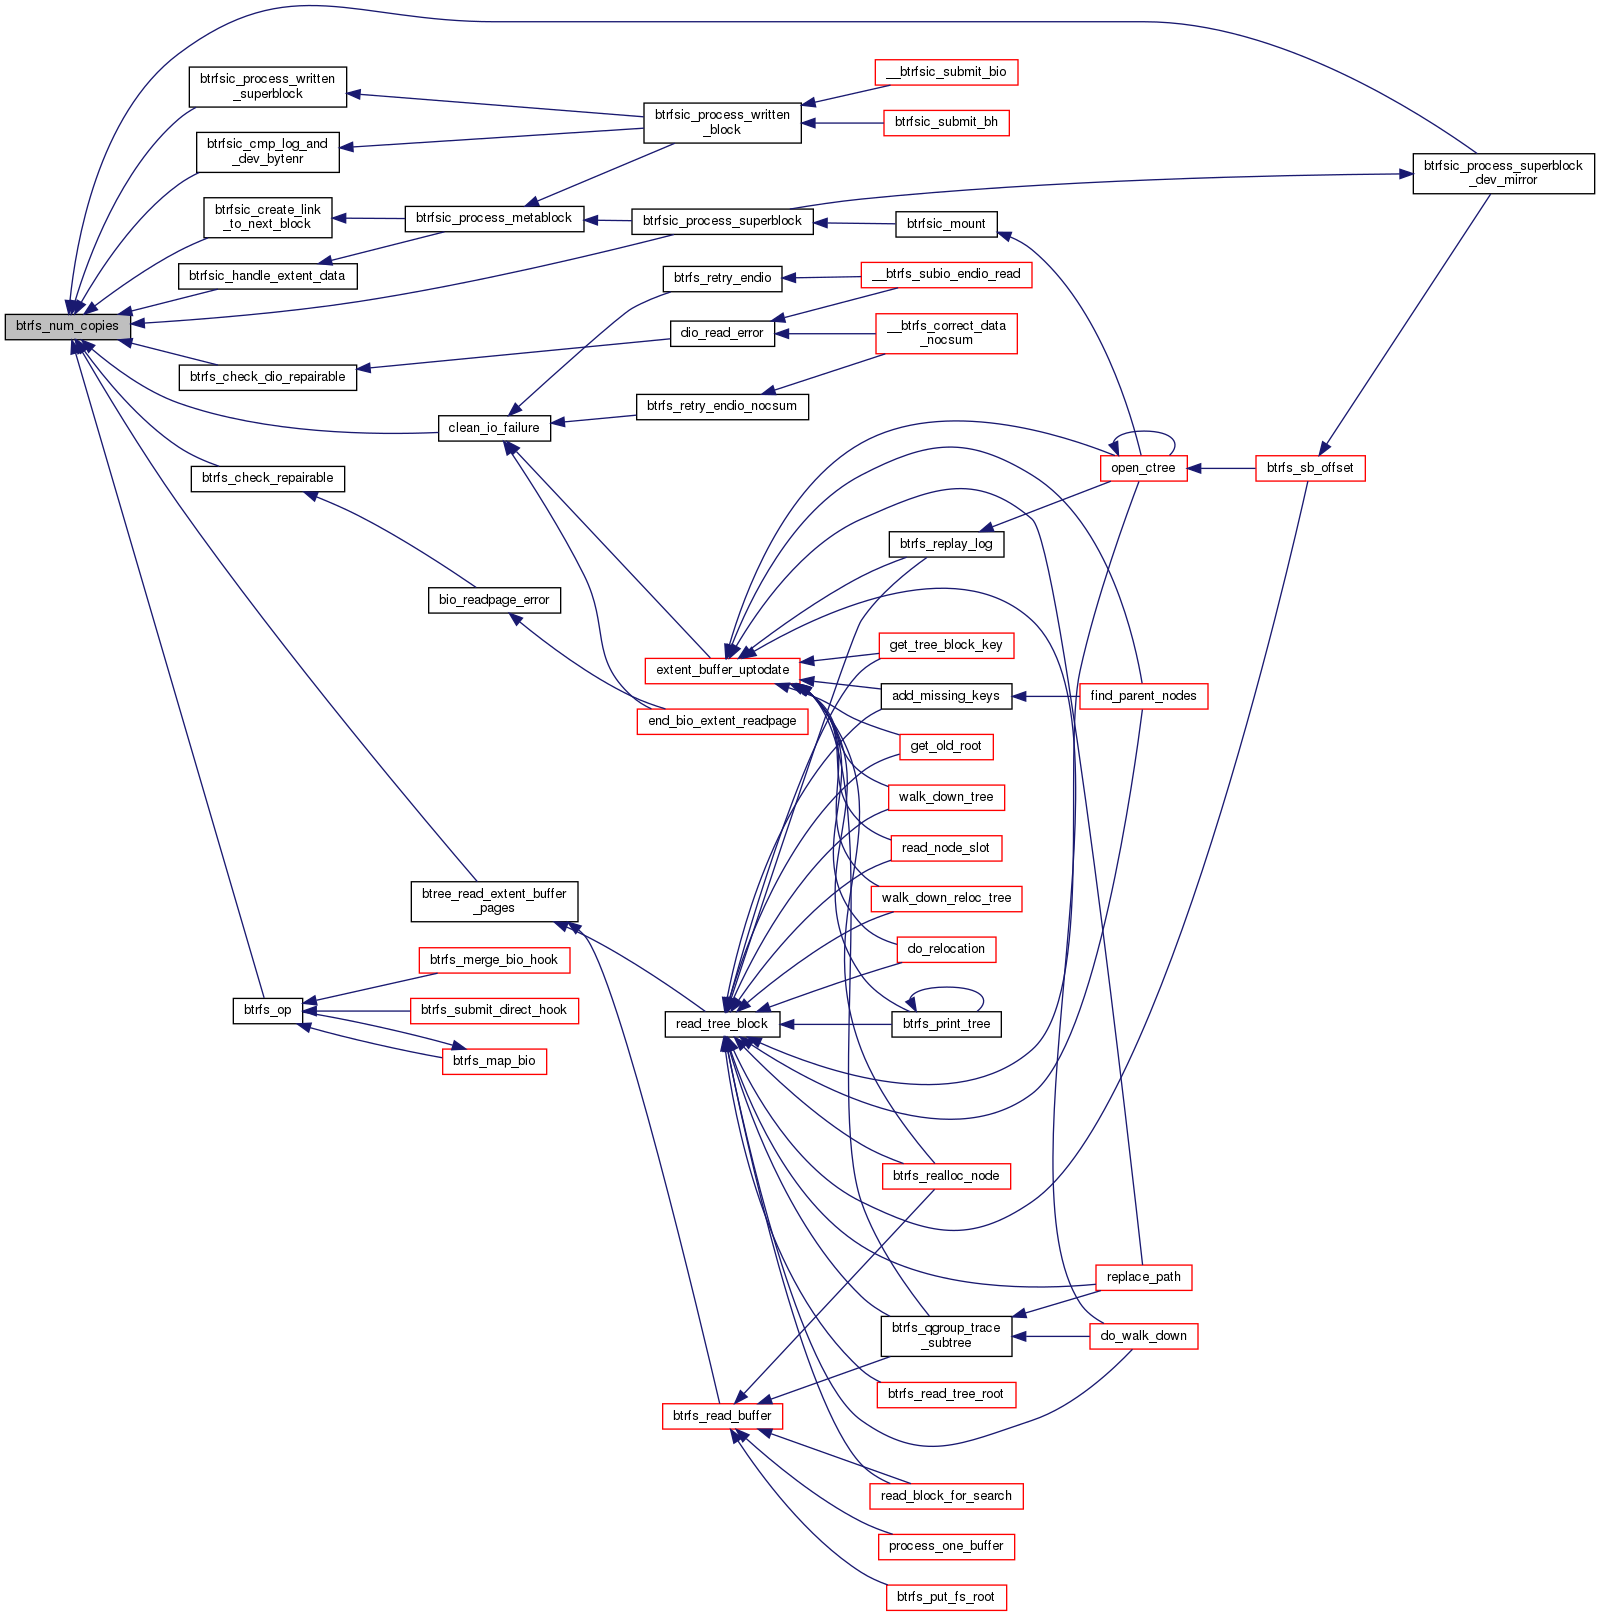 btrfsic_process_written
_superblock
__btrfsic_submit_bio
btrfsic_process_written
_block
btrfsic_submit_bh
btrfsic_cmp_log_and
_dev_bytenr
btrfsic_process_superblock
_dev_mirror
btrfsic_create_link
_to_next_block
btrfsic_process_metablock
btrfsic_process_superblock
btrfsic_mount
btrfsic_handle_extent_data
btrfs_retry_endio
__btrfs_subio_endio_read
btrfs_num_copies
dio_read_error
__btrfs_correct_data
_nocsum
btrfs_check_dio_repairable
btrfs_retry_endio_nocsum
clean_io_failure
open_ctree
btrfs_sb_offset
btrfs_check_repairable
btrfs_replay_log
bio_readpage_error
get_tree_block_key
extent_buffer_uptodate
add_missing_keys
find_parent_nodes
end_bio_extent_readpage
get_old_root
walk_down_tree
read_node_slot
btree_read_extent_buffer
_pages
walk_down_reloc_tree
do_relocation
btrfs_merge_bio_hook
btrfs_op
btrfs_submit_direct_hook
read_tree_block
btrfs_print_tree
btrfs_map_bio
btrfs_realloc_node
replace_path
btrfs_qgroup_trace
_subtree
do_walk_down
btrfs_read_tree_root
btrfs_read_buffer
read_block_for_search
process_one_buffer
btrfs_put_fs_root